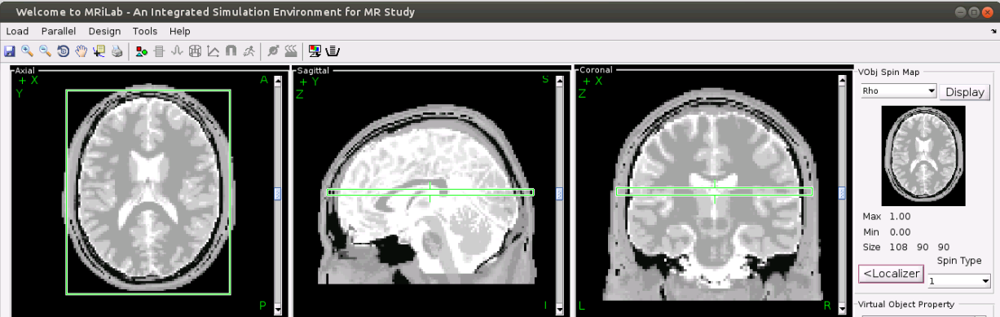 Welcome to MRiLab - An Integrated Simulation Environment for MR Study
Load Parallel Design Tools Help
Axial
+ X
Y
A
P
Sagittal
+ Y
Z
S
I
Coronal
+ X
Z
L
R
VObj Spin Map
Rho
Display
Max 1.00
Min 0.00
Size 108 90 90
Spin Type
<Localizer
1
Virtual Object Property